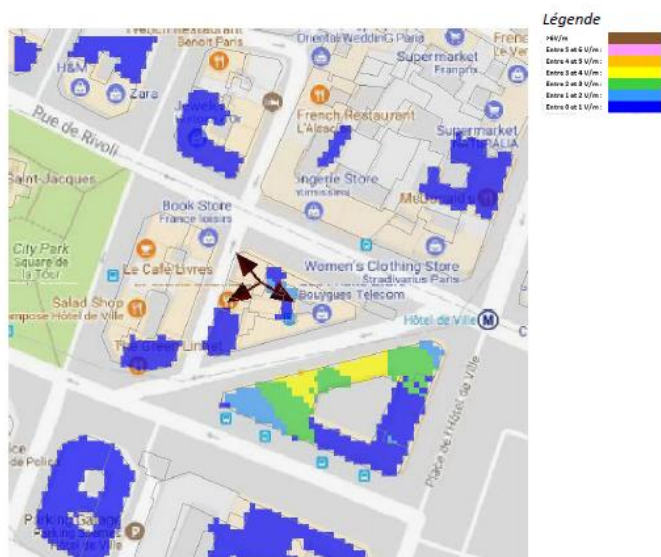 Légende
>6V/m
Entre 5 et 6 V/m :
Entre 4 et 5 V/m :
Entre 3 et 4 V/m :
Entre 2 et 3 V/m :
Entre 1 et 2 V/m :
Entre 0 et 1 V/m :
French Restaurant
Benoit Paris
Oriental Wedding Paris
Supermarket
Franprix
H&M
Zara
French Restaurant
Supermarket
NATURALIA
Rue de Rivoli
Saint-Jacques
McDonald's
Book Store
France loisirs
City Park
Square de
la Tour
Le Café Livres
Women's Clothing Store
Stradivarius Paris
Bouygues Telecom
Salad Shop
Hôtel de Ville
M
Place de l'Hôtel de Ville
de Police
Parking Garage
Hôtel de Ville
P